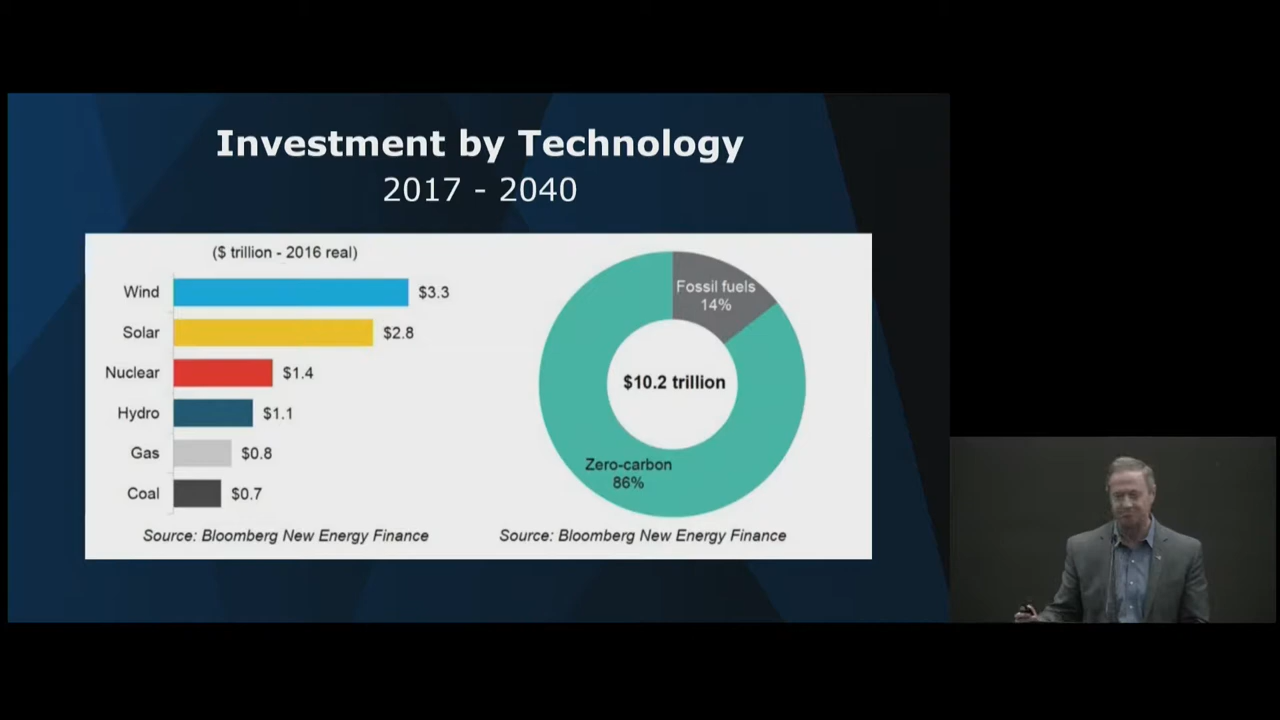 Investment by Technology
2017 - 2040
($ trillion - 2016 real)
Wind $3.3
Solar $2.8
Nuclear $1.4
Hydro $1.1
Gas $0.8
Coal $0.7
Source: Bloomberg New Energy Finance
Fossil fuels
14%
$10.2 trillion
Zero-carbon
86%
Source: Bloomberg New Energy Finance